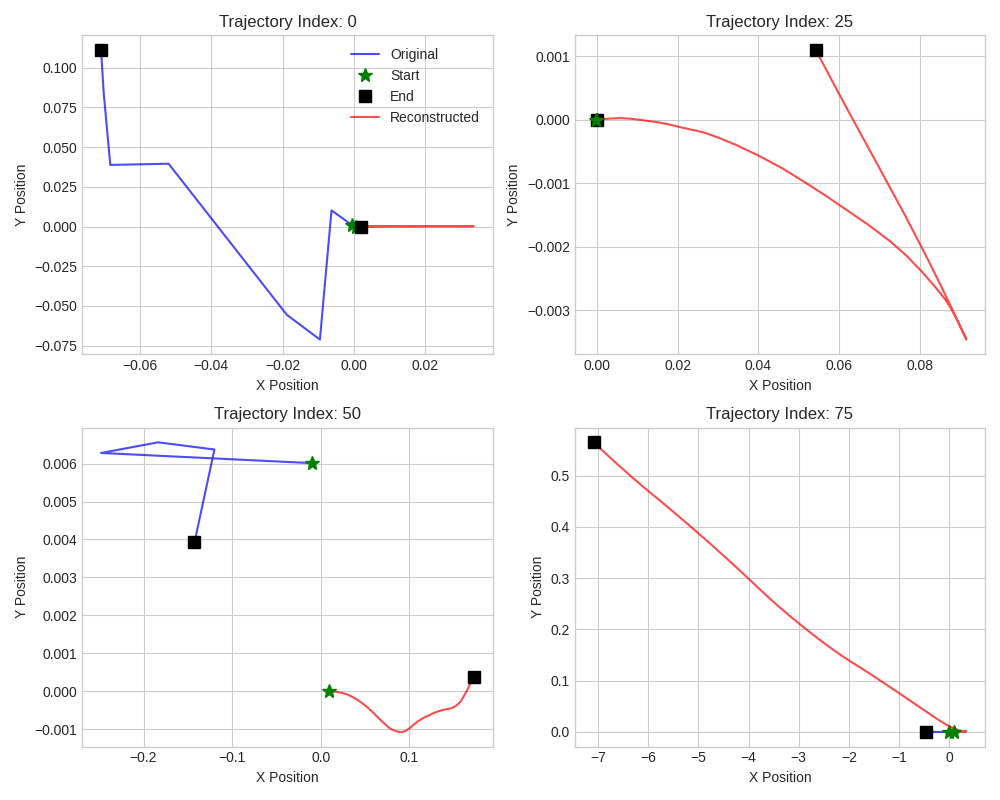 Trajectory Index: 0
Original
Start
End
Reconstructed
0.100
0.075
0.050
0.025
0.000
−0.025
−0.050
−0.075
Y Position
−0.06 −0.04 −0.02 0.00 0.02
X Position
Trajectory Index: 25
0.001
0.000
−0.001
−0.002
−0.003
Y Position
0.00 0.02 0.04 0.06 0.08
X Position
Trajectory Index: 50
0.006
0.005
0.004
0.003
0.002
0.001
0.000
−0.001
Y Position
−0.2 −0.1 0.0 0.1
X Position
Trajectory Index: 75
0.5
0.4
0.3
0.2
0.1
0.0
Y Position
−7 −6 −5 −4 −3 −2 −1 0
X Position